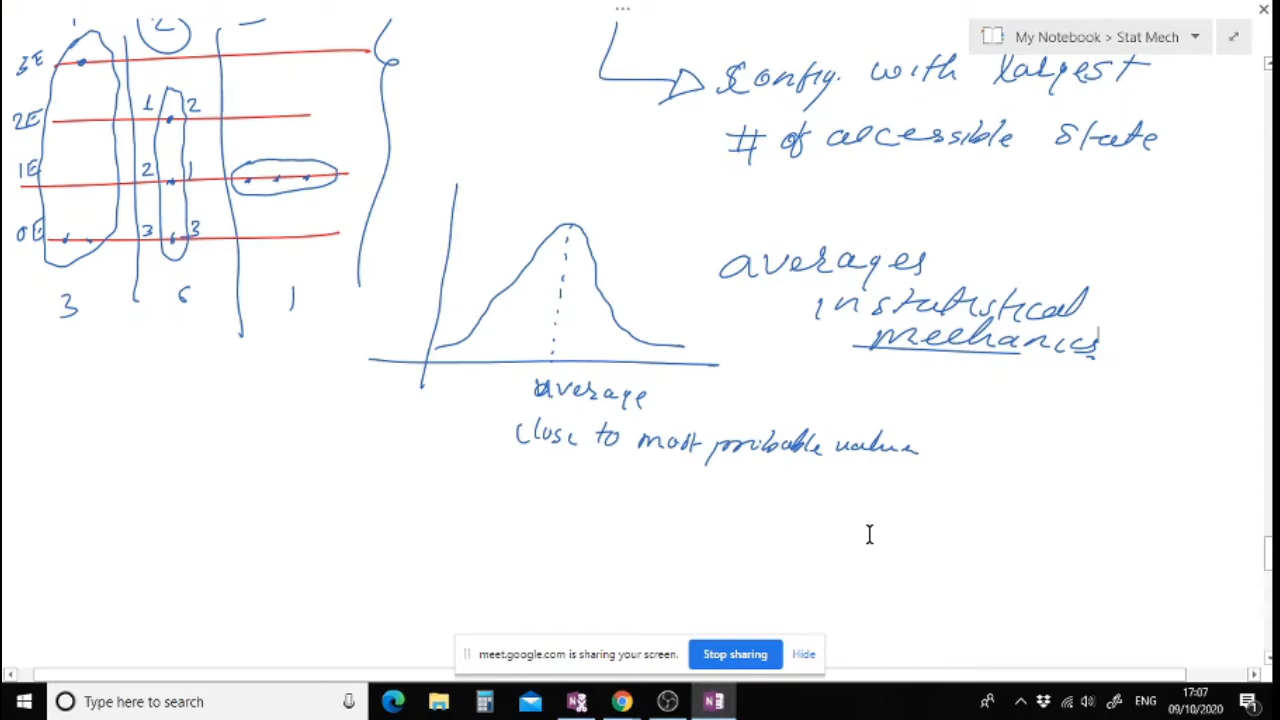 My Notebook > Stat Mech
Config. with largest
# of accessible state
3E
2E
1 2
1E
2 1
0E
3 3
3 6 1
2
averages
in statistical
mechanics
average
close to most probable value
meet.google.com is sharing your screen.
Stop sharing
Hide
Type here to search
ENG
17:07
09/10/2020
1